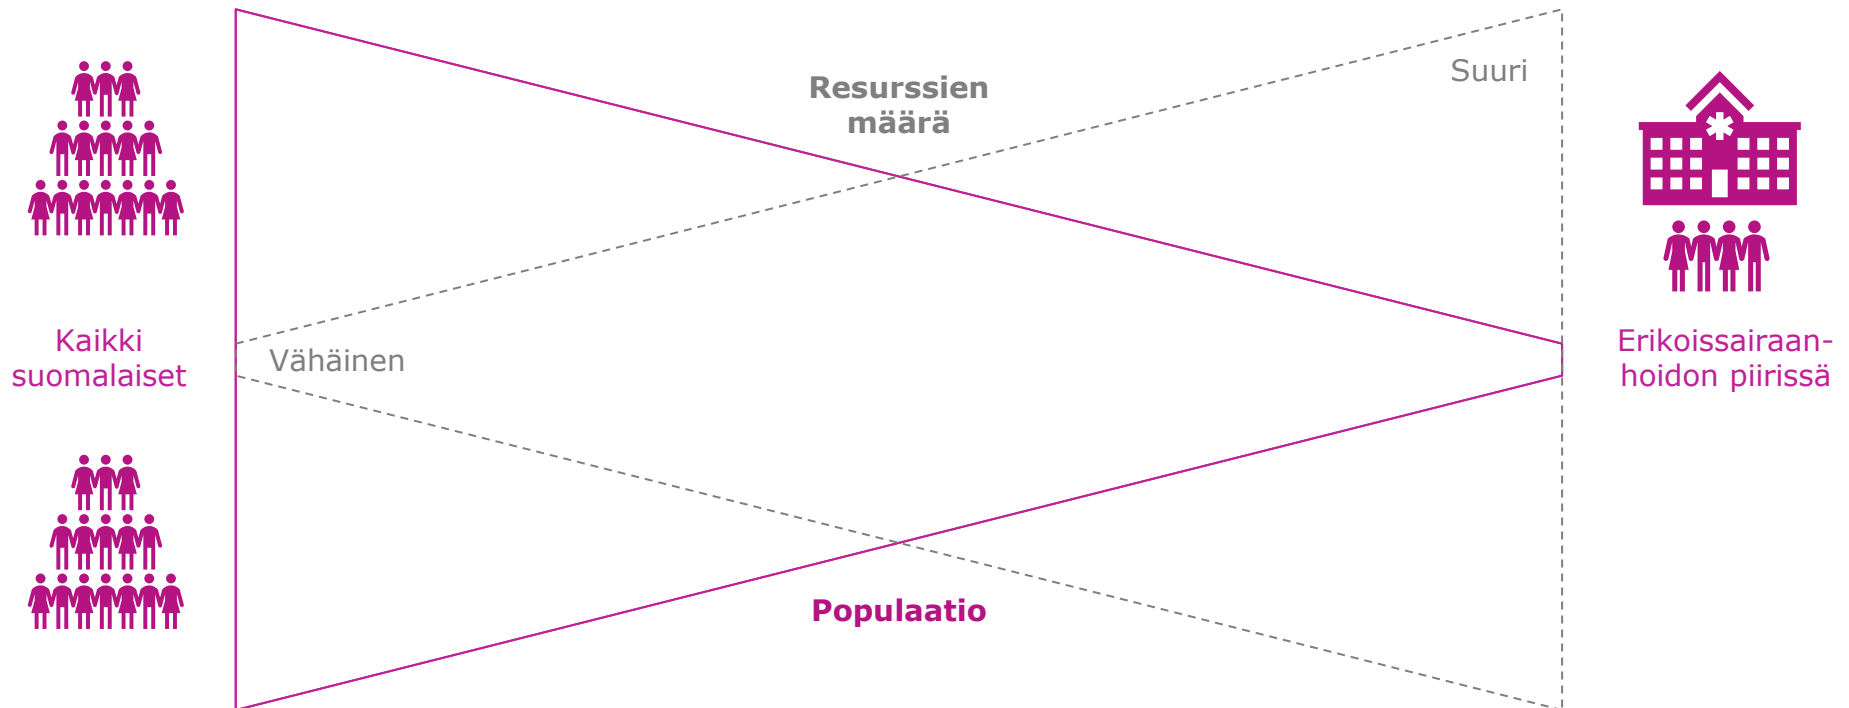 Resurssien
määrä
Suuri
Kaikki
suomalaiset
Vähäinen
Erikoissairaan-
hoidon piirissä
Populaatio